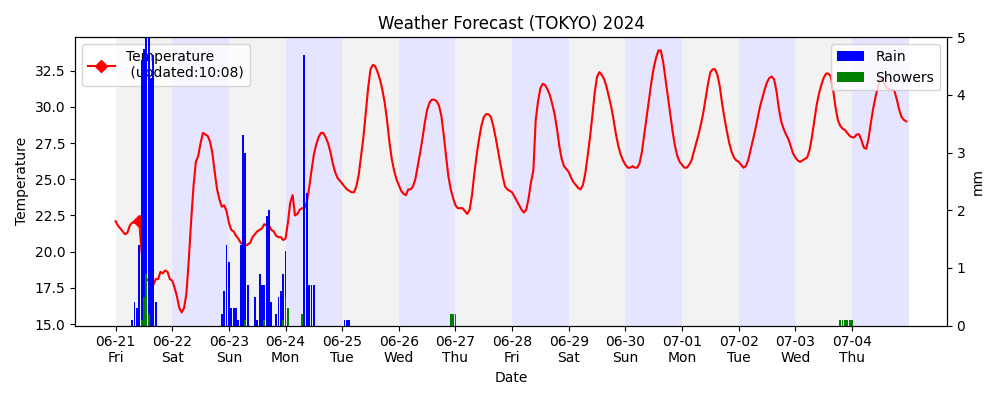 Weather Forecast (TOKYO) 2024
Temperature
(updated:10:08)
Rain
Showers
32.5
30.0
27.5
25.0
22.5
20.0
17.5
15.0
Temperature
5
4
3
2
1
0
mm
06-21 06-22 06-23 06-24 06-25 06-26 06-27 06-28 06-29 06-30 07-01 07-02 07-03 07-04
Fri Sat Sun Mon Tue Wed Thu Fri Sat Sun Mon Tue Wed Thu
Date